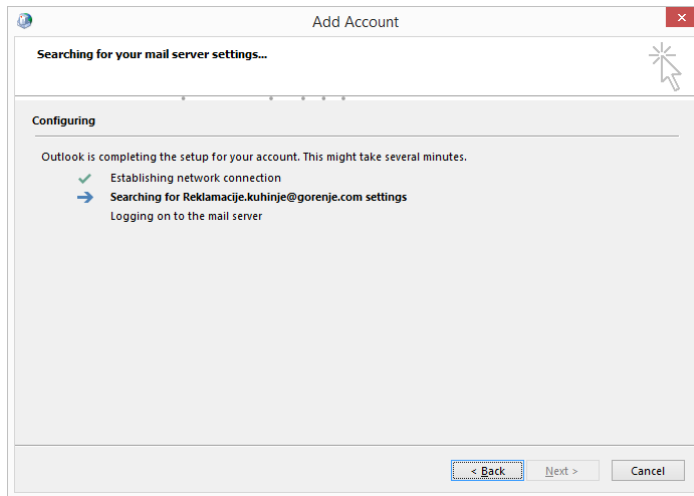 Add Account
Searching for your mail server settings...
Configuring
Outlook is completing the setup for your account. This might take several minutes.
Establishing network connection
Searching for Reklamacije.kuhinje@gorenje.com settings
Logging on to the mail server
< Back Next > Cancel